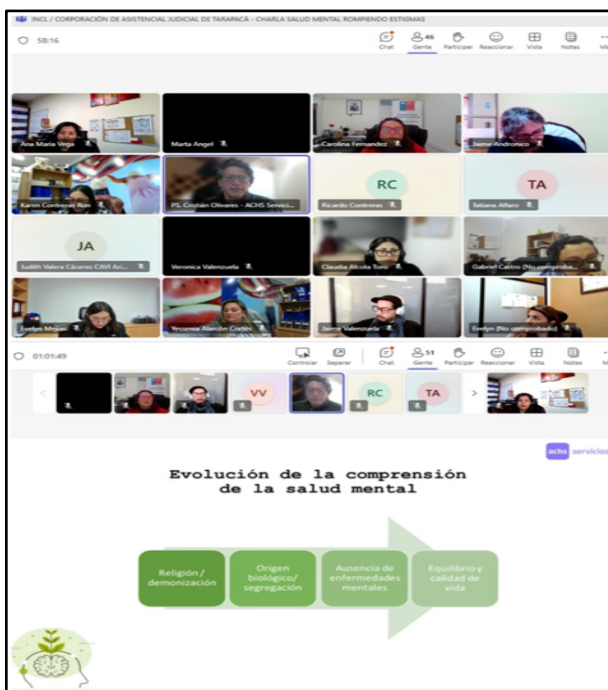 INCL / CORPORACIÓN DE ASISTENCIAL JUDICIAL DE TARAPACÁ - CHARLA SALUD MENTAL ROMPIENDO ESTIGMAS
58:16
46
Chat Gente Participar Reaccionar Vista Notas
Ana Maria Vega
Marta Angel
Carolina Fernandez
Jaime Andronico
Karen Contreras Ron
PS. Cristián Olivares - ACHS Servici...
RC
Ricardo Contreras
TA
Tatiana Alfaro
JA
Judith Valera Cáceres CAVI Ari...
Veronica Valenzuela
Claudia Alcota Toro
Gabriel Castro (No comproba...
Evelyn Mejias
Yessenia Alarcón Cortés
Jaime Valenzuela
Evelyn (No comprobado)
01:01:49
51
Controlar Separar Chat Gente Participar Reaccionar Vista Notas
VV
RC
TA
achs servicios
Evolución de la comprensión
de la salud mental
Religión /
demonización
Origen
biológico/
segregación
Ausencia de
enfermedades
mentales
Equilibrio y
calidad de
vida